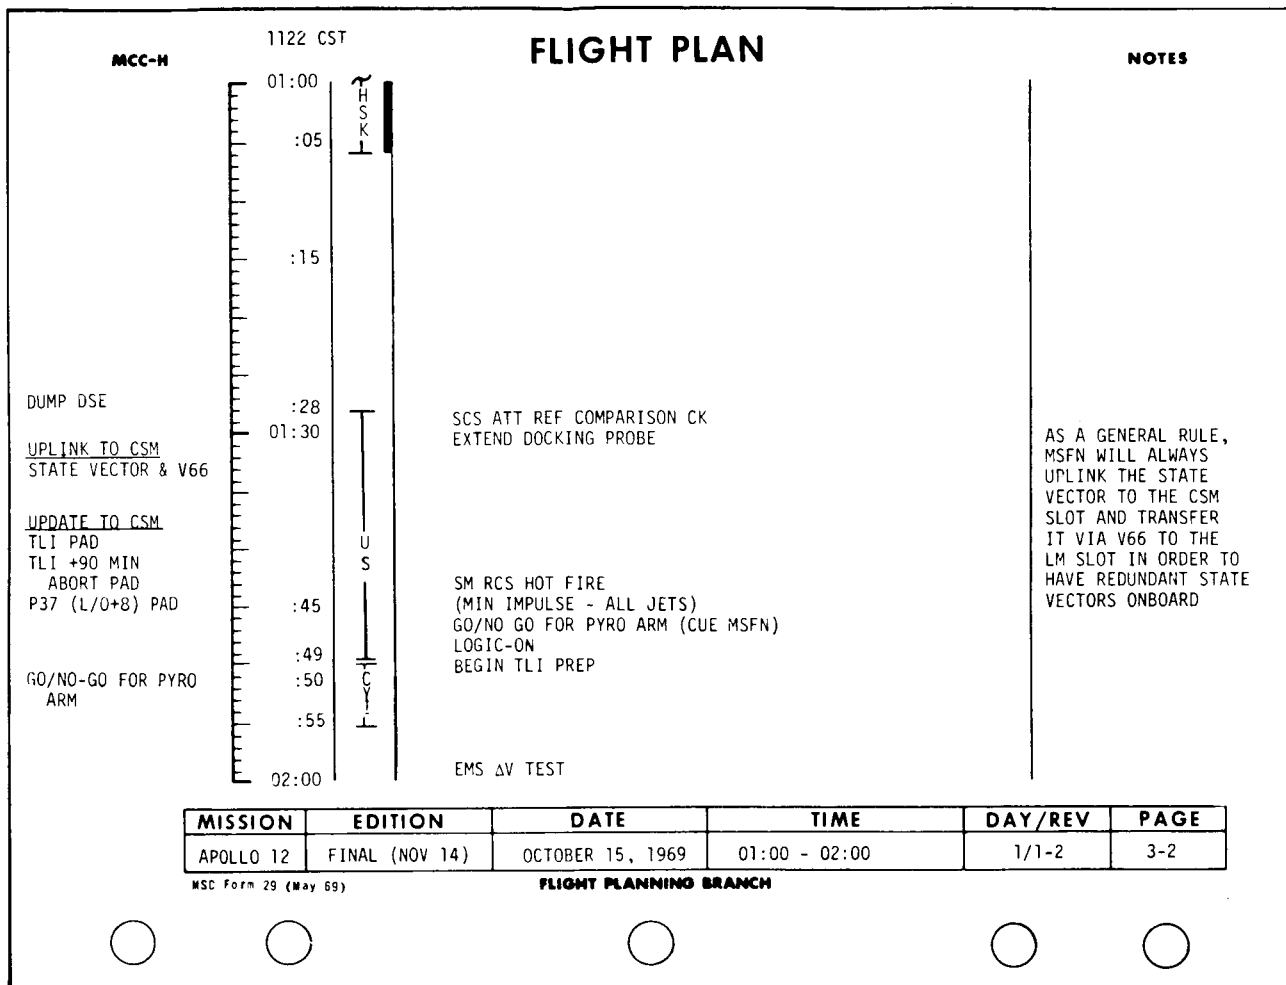 1122 CST
FLIGHT PLAN
MCC-H
NOTES
01:00
HSK
:05
:15
DUMP DSE
:28
01:30
SCS ATT REF COMPARISON CK
EXTEND DOCKING PROBE
UPLINK TO CSM
STATE VECTOR & V66
AS A GENERAL RULE,
MSFN WILL ALWAYS
UPLINK THE STATE
VECTOR TO THE CSM
SLOT AND TRANSFER
IT VIA V66 TO THE
LM SLOT IN ORDER TO
HAVE REDUNDANT STATE
VECTORS ONBOARD
UPDATE TO CSM
TLI PAD
TLI +90 MIN
ABORT PAD
P37 (L/O+8) PAD
US
:45
SM RCS HOT FIRE
(MIN IMPULSE - ALL JETS)
GO/NO GO FOR PYRO ARM (CUE MSFN)
LOGIC-ON
BEGIN TLI PREP
:49
GO/NO-GO FOR PYRO
ARM
:50
CYI
:55
02:00
EMS ΔV TEST
MISSION EDITION DATE TIME DAY/REV PAGE
APOLLO 12 FINAL (NOV 14) OCTOBER 15, 1969 01:00 - 02:00 1/1-2 3-2
MSC Form 29 (May 69) FLIGHT PLANNING BRANCH